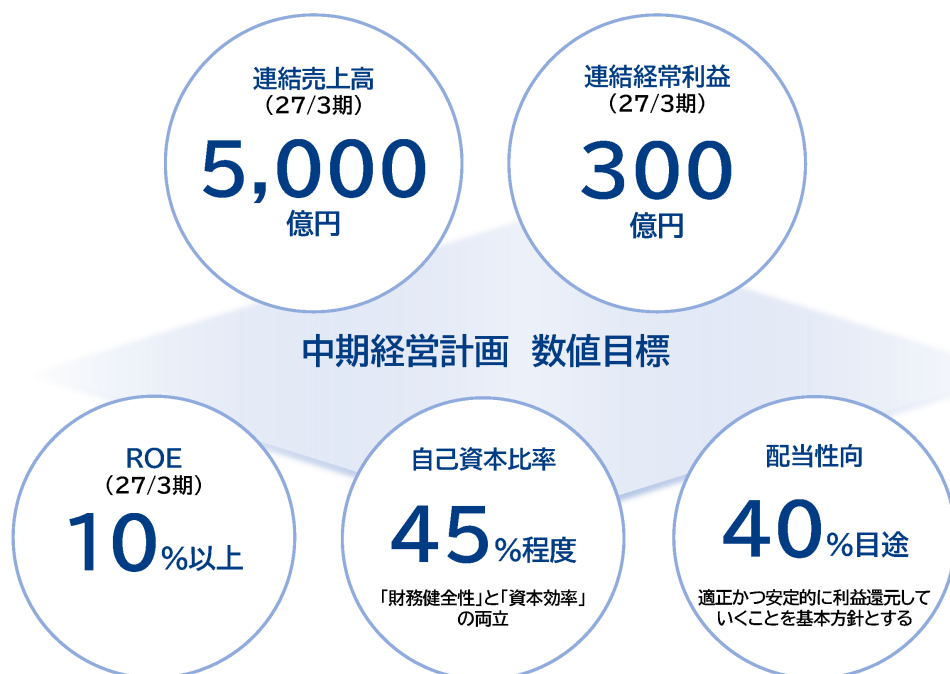 連結売上高
(27/3期)
5,000
億円
連結経常利益
(27/3期)
300
億円
中期経営計画 数値目標
ROE
(27/3期)
10%以上
自己資本比率
45%程度
「財務健全性」と「資本効率」
の両立
配当性向
40%目途
適正かつ安定的に利益還元して
いくことを基本方針とする